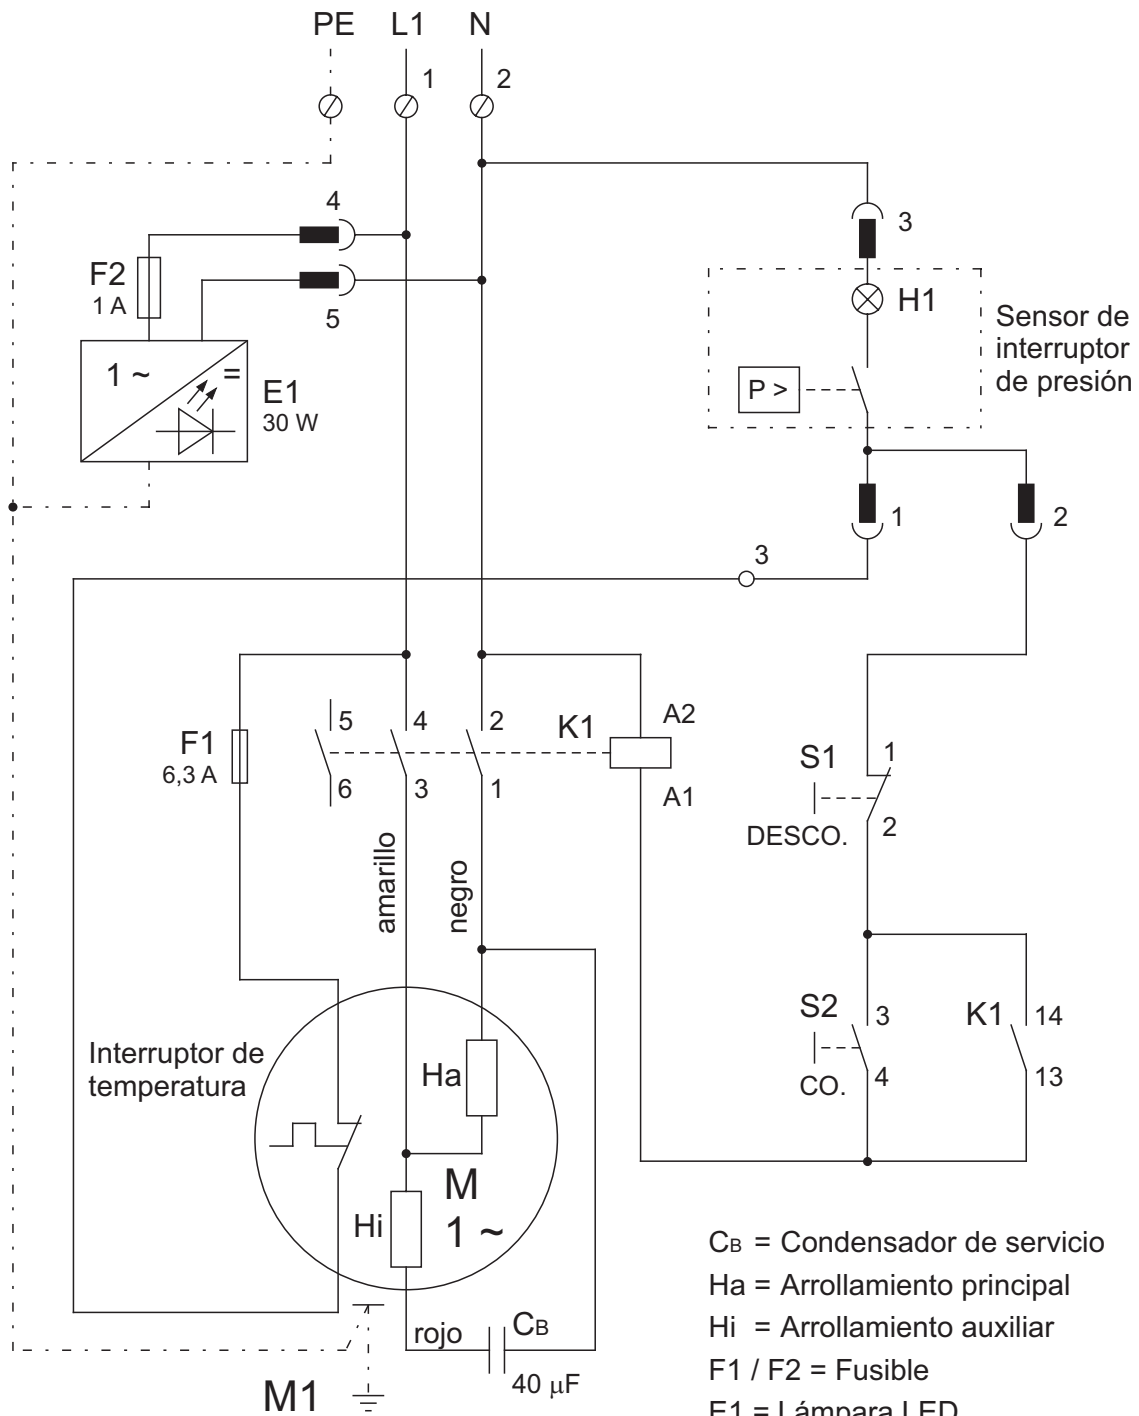 PE L1 N
1 2
4
3
F2
1 A
H1
Sensor de
interruptor
de presión
5
1 ~ =
E1
30 W
P >
1 2
3
5 4 2
K1
A2
F1
6,3 A
6 3 1
A1
S1
1
DESCO.
2
amarillo
negro
S2
3
K1
14
CO.
4
13
Interruptor de
temperatura
Ha
M
1 ~
Hi
rojo
CB
40 µF
M1
CB = Condensador de servicio
Ha = Arrollamiento principal
Hi = Arrollamiento auxiliar
F1 / F2 = Fusible
E1 = Lámpara LED